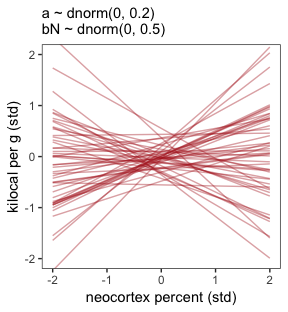 a ~ dnorm(0, 0.2)
bN ~ dnorm(0, 0.5)
2
1
0
-1
-2
kilocal per g (std)
-2
-1
0
1
2
neocortex percent (std)